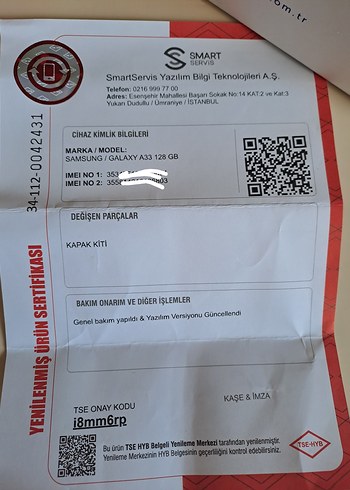 com.tr
SMART
SERVİS
SmartServis Yazılım Bilgi Teknolojileri A.Ş.
Telefon: 0216 999 77 00
Adres: Esenşehir Mahallesi Başarı Sokak No:14 KAT:2 ve Kat:3
Yukarı Dudullu / Ümraniye / İSTANBUL
34-112-0042431
YENİLENMİŞ ÜRÜN SERTİFİKASI
CİHAZ KİMLİK BİLGİLERİ
MARKA / MODEL:
SAMSUNG / GALAXY A33 128 GB
IMEI NO 1:
IMEI NO 2:
DEĞİŞEN PARÇALAR
KAPAK KİTİ
BAKIM ONARIM VE DİĞER İŞLEMLER
Genel bakım yapıldı & Yazılım Versiyonu Güncellendi
TSE ONAY KODU
i8mm6rp
KAŞE & İMZA
Bu ürün TSE HYB Belgeli Yenileme Merkezi tarafından yenilenmiştir.
Yenileme Merkezinin HYB Belgesinin geçerliliğini kontrol edebilirsiniz.
TSE-HYB